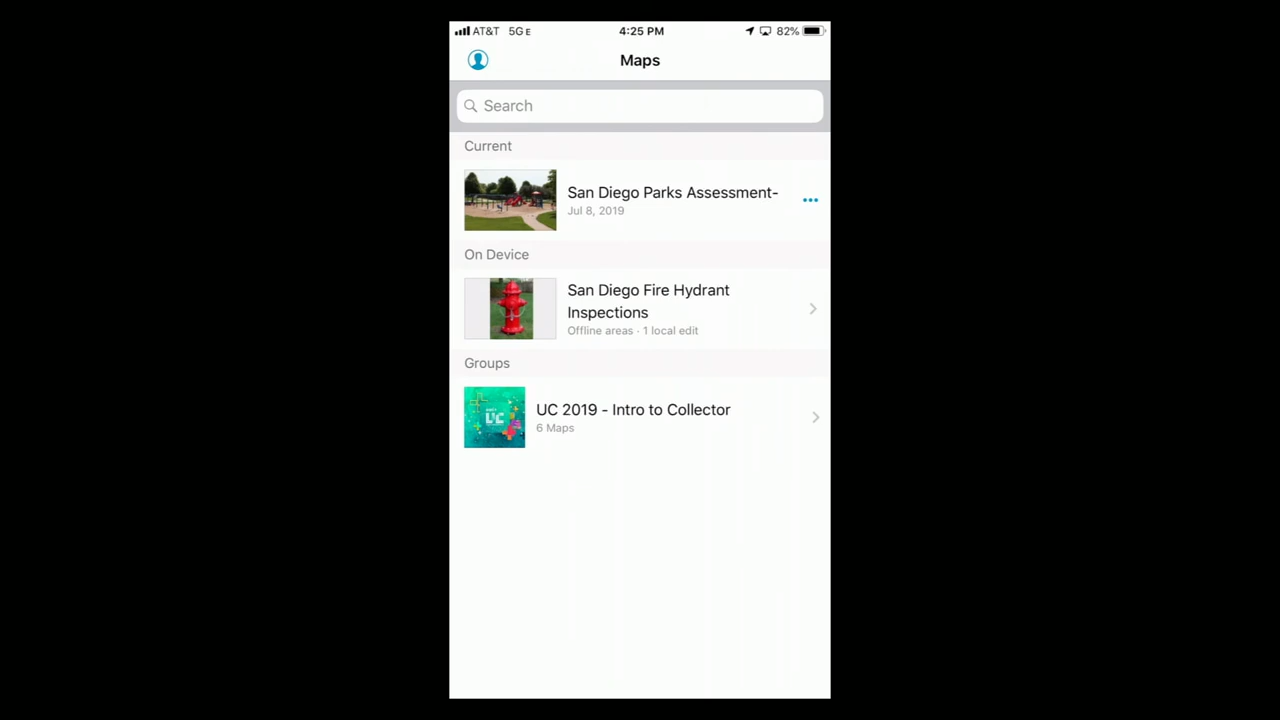 AT&T 5G E 4:25 PM 82%
Maps
Search
Current
San Diego Parks Assessment-
Jul 8, 2019
On Device
San Diego Fire Hydrant
Inspections
Offline areas · 1 local edit
Groups
UC 2019 - Intro to Collector
6 Maps
UC